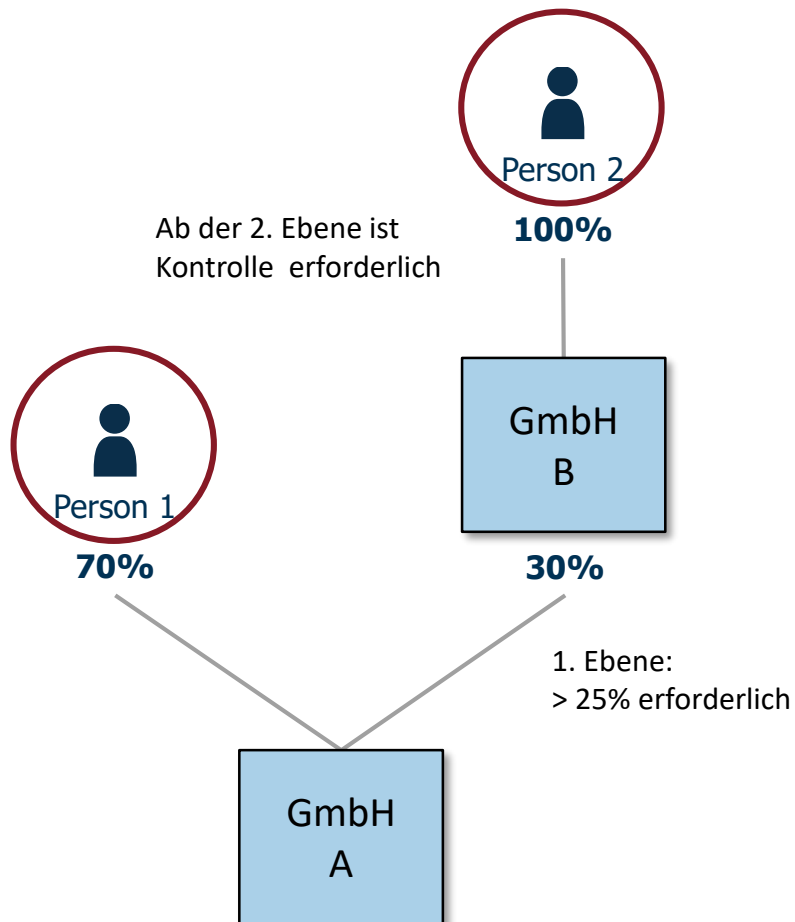 Person 2
100%
Ab der 2. Ebene ist
Kontrolle erforderlich
GmbH
B
Person 1
70%
30%
1. Ebene:
> 25% erforderlich
GmbH
A